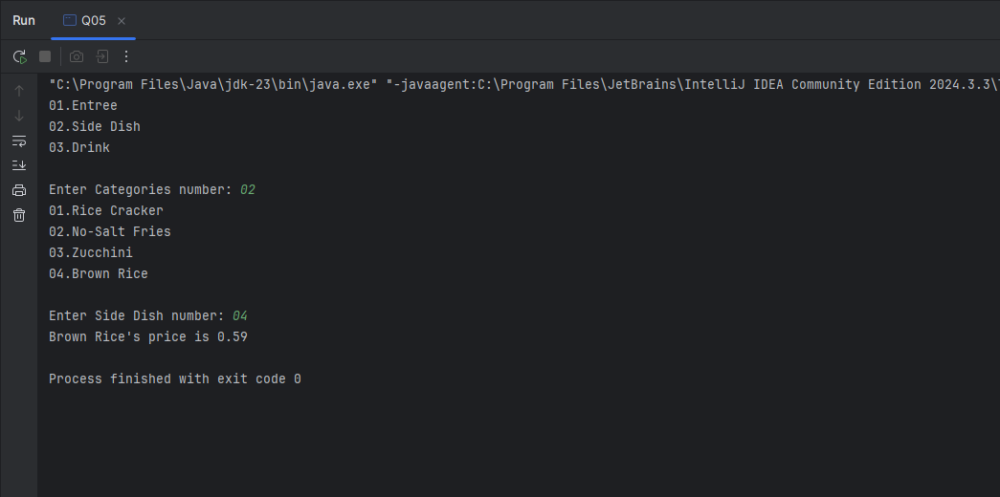 Run Q05
"C:\Program Files\Java\jdk-23\bin\java.exe" "-javaagent:C:\Program Files\JetBrains\IntelliJ IDEA Community Edition 2024.3.3\
01.Entree
02.Side Dish
03.Drink
Enter Categories number: 02
01.Rice Cracker
02.No-Salt Fries
03.Zucchini
04.Brown Rice
Enter Side Dish number: 04
Brown Rice's price is 0.59
Process finished with exit code 0